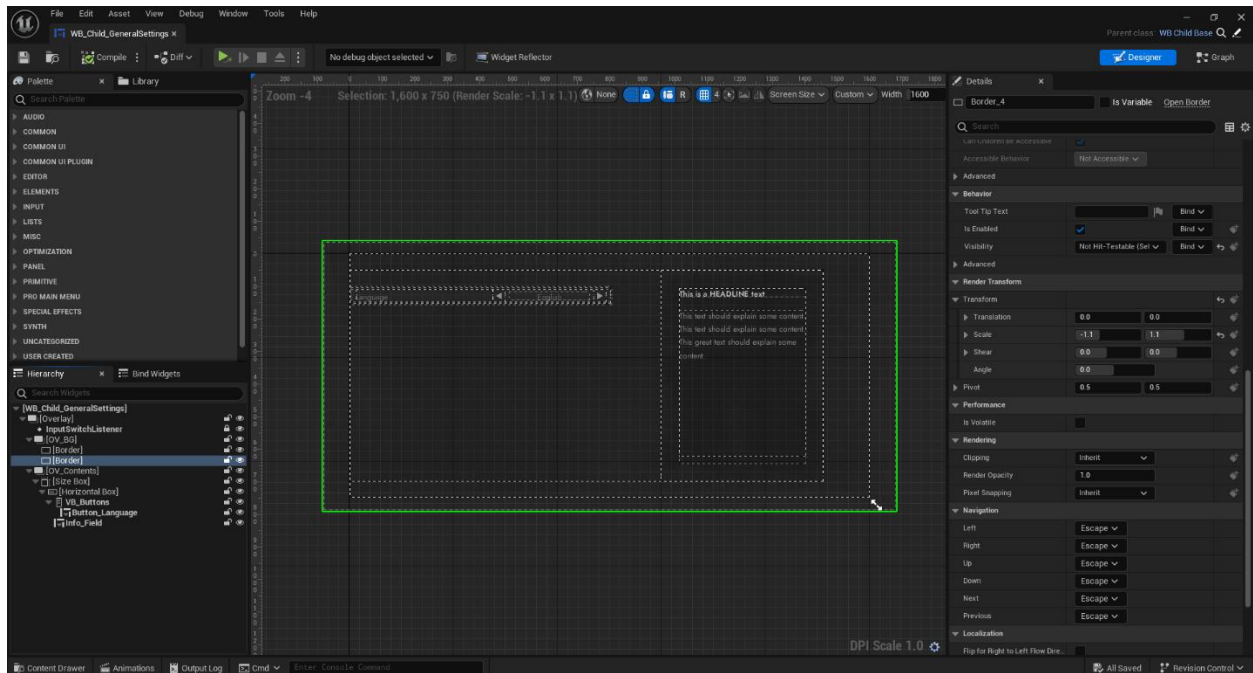 File Edit Asset View Debug Window Tools Help
WB_Child_GeneralSettings ×
Parent class: WB Child Base
Compile Diff No debug object selected Widget Reflector Designer Graph
Palette × Library
Search Palette
AUDIO
COMMON
COMMON UI
COMMON UI PLUGIN
EDITOR
ELEMENTS
INPUT
LISTS
MISC
OPTIMIZATION
PANEL
PRIMITIVE
PRO MAIN MENU
SPECIAL EFFECTS
SYNTH
UNCATEGORIZED
USER CREATED
Hierarchy × Bind Widgets
Search Widgets
[WB_Child_GeneralSettings]
[Overlay]
InputSwitchListener
[OV_BG]
[Border]
[Border]
[OV_Contents]
[Size Box]
[Horizontal Box]
VB_Buttons
Button_Language
Info_Field
Zoom -4 Selection: 1,600 x 750 (Render Scale: -1.1 x 1.1) None R 4 Screen Size Custom Width 1600
Language English
This is a HEADLINE text
This text should explain some content
This text should explain some content
This great text should explain some
content
DPI Scale 1.0
Details ×
Border_4 Is Variable Open Border
Search
Can Children be Accessible
Accessible Behavior Not Accessible
Advanced
Behavior
Tool Tip Text Bind
Is Enabled Bind
Visibility Not Hit-Testable (Sel Bind
Advanced
Render Transform
Transform
Translation 0.0 0.0
Scale -1.1 1.1
Shear 0.0 0.0
Angle 0.0
Pivot 0.5 0.5
Performance
Is Volatile
Rendering
Clipping Inherit
Render Opacity 1.0
Pixel Snapping Inherit
Navigation
Left Escape
Right Escape
Up Escape
Down Escape
Next Escape
Previous Escape
Localization
Flip for Right to Left Flow Dire..
Content Drawer Animations Output Log Cmd Enter Console Command All Saved Revision Control